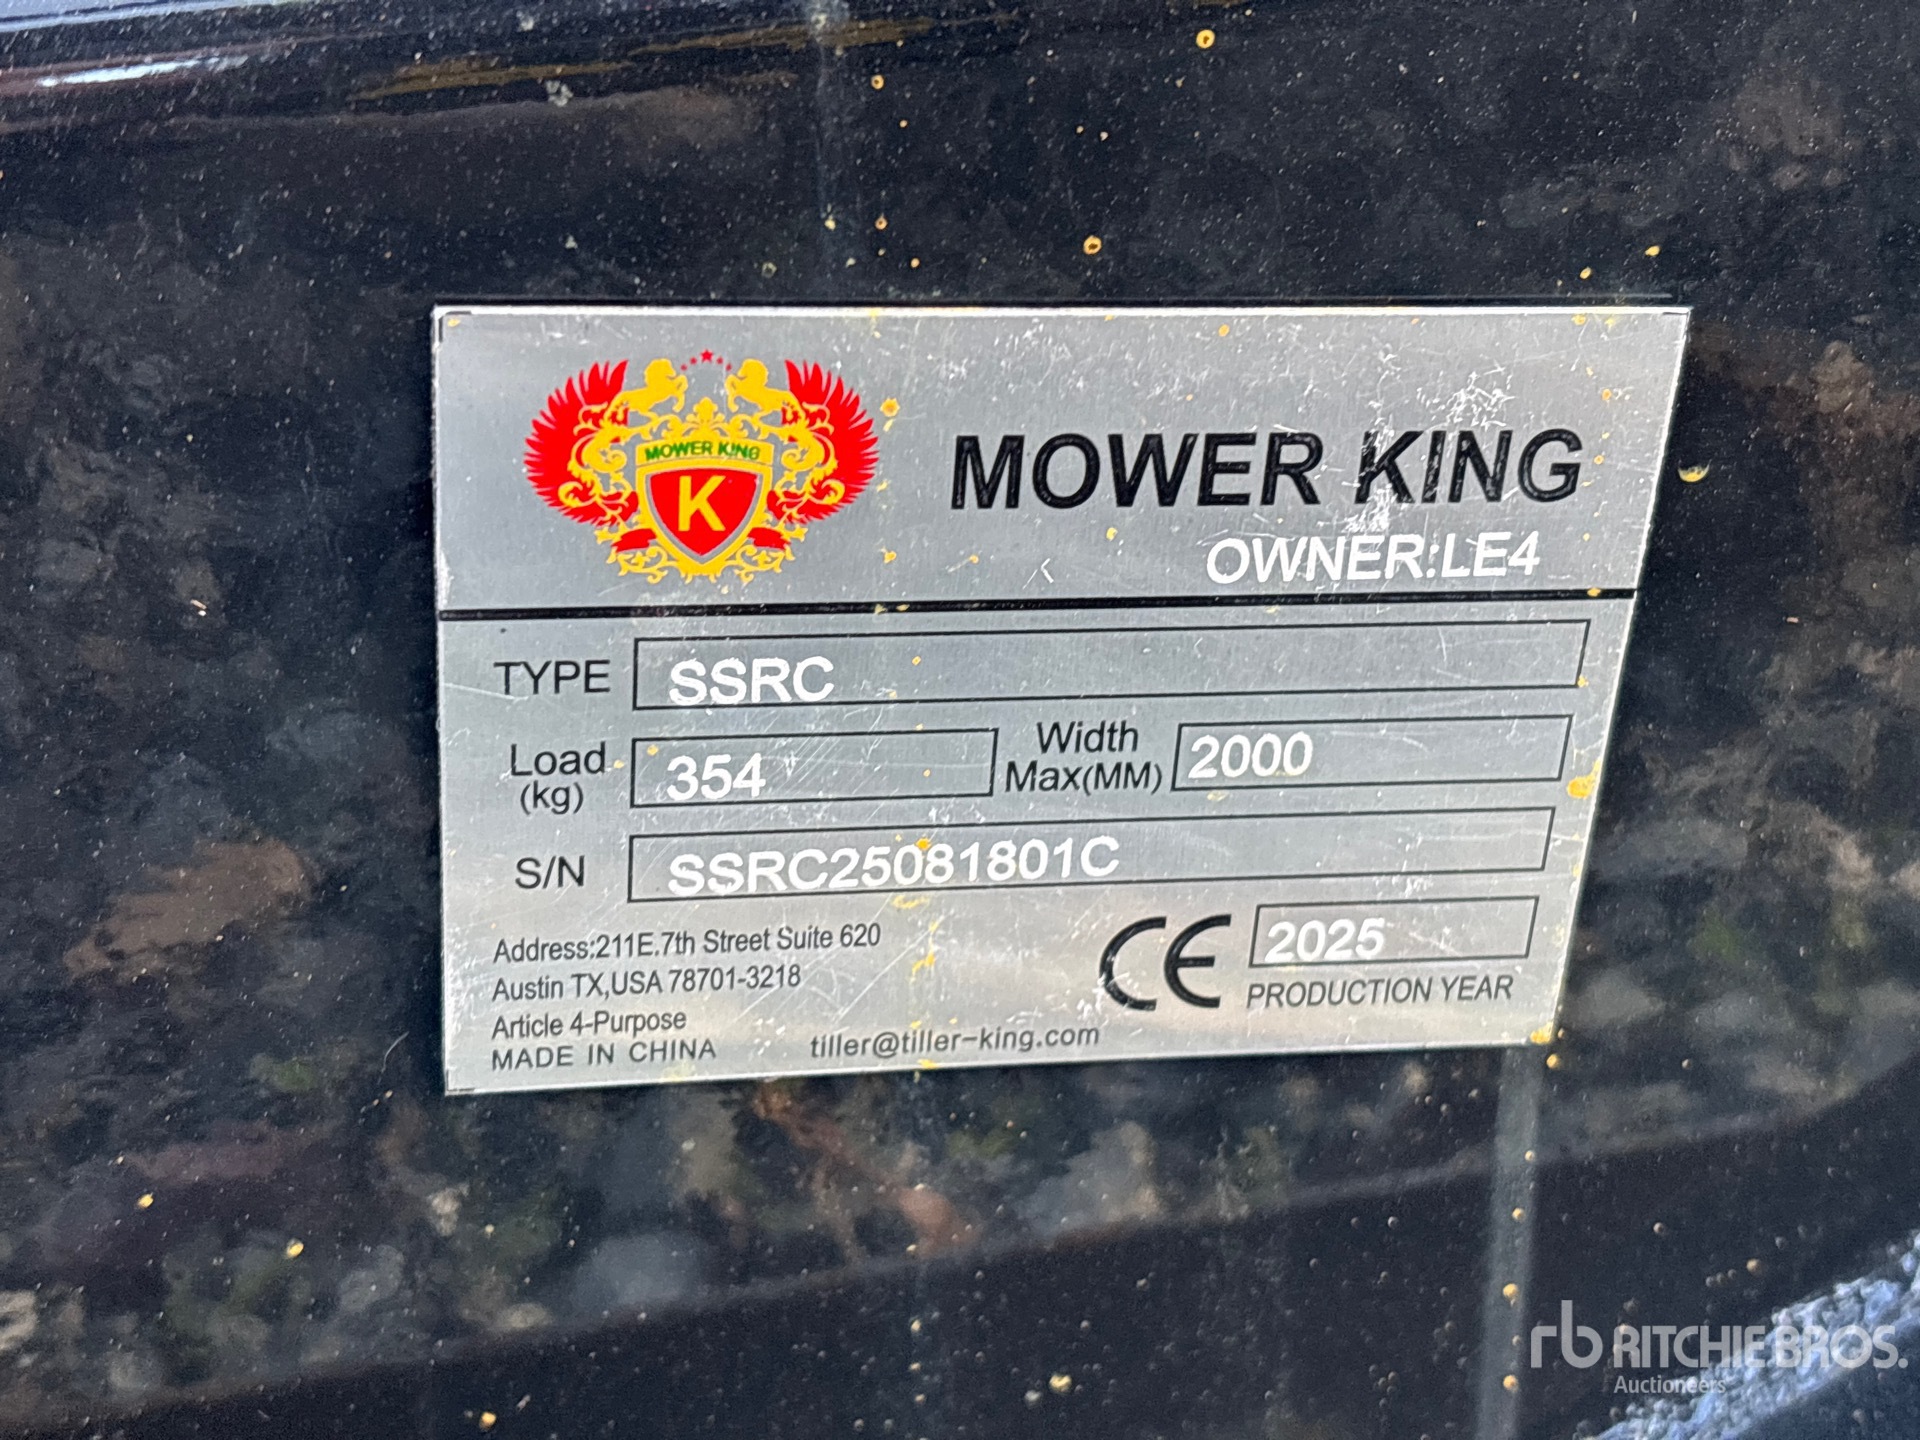 MOWER KING
K
MOWER KING
OWNER:LE4
TYPE SSRC
Load (kg) 354 Width Max(MM) 2000
S/N SSRC25081801C
Address:211E.7th Street Suite 620
Austin TX,USA 78701-3218
Article 4-Purpose
MADE IN CHINA tiller@tiller-king.com
CE 2025
PRODUCTION YEAR
rb RITCHIE BROS.
Auctioneers